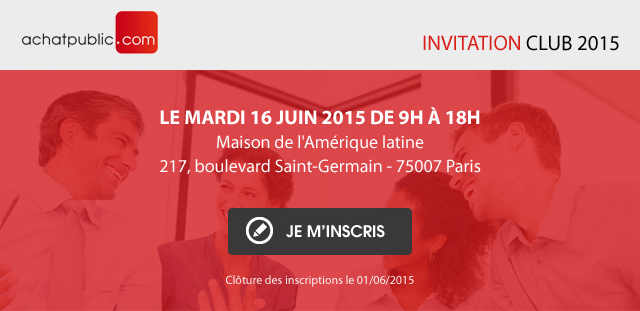 achatpublic.com
INVITATION CLUB 2015
LE MARDI 16 JUIN 2015 DE 9H À 18H
Maison de l'Amérique latine
217, boulevard Saint-Germain - 75007 Paris
JE M'INSCRIS
Clôture des inscriptions le 01/06/2015